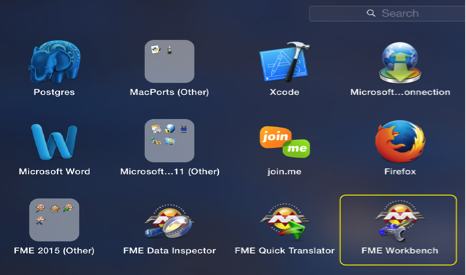 Search
Postgres
MacPorts (Other)
Xcode
Microsoft...onnection
Microsoft Word
Microsoft...11 (Other)
join
me
join.me
Firefox
FME 2015 (Other)
FME Data Inspector
FME Quick Translator
FME Workbench